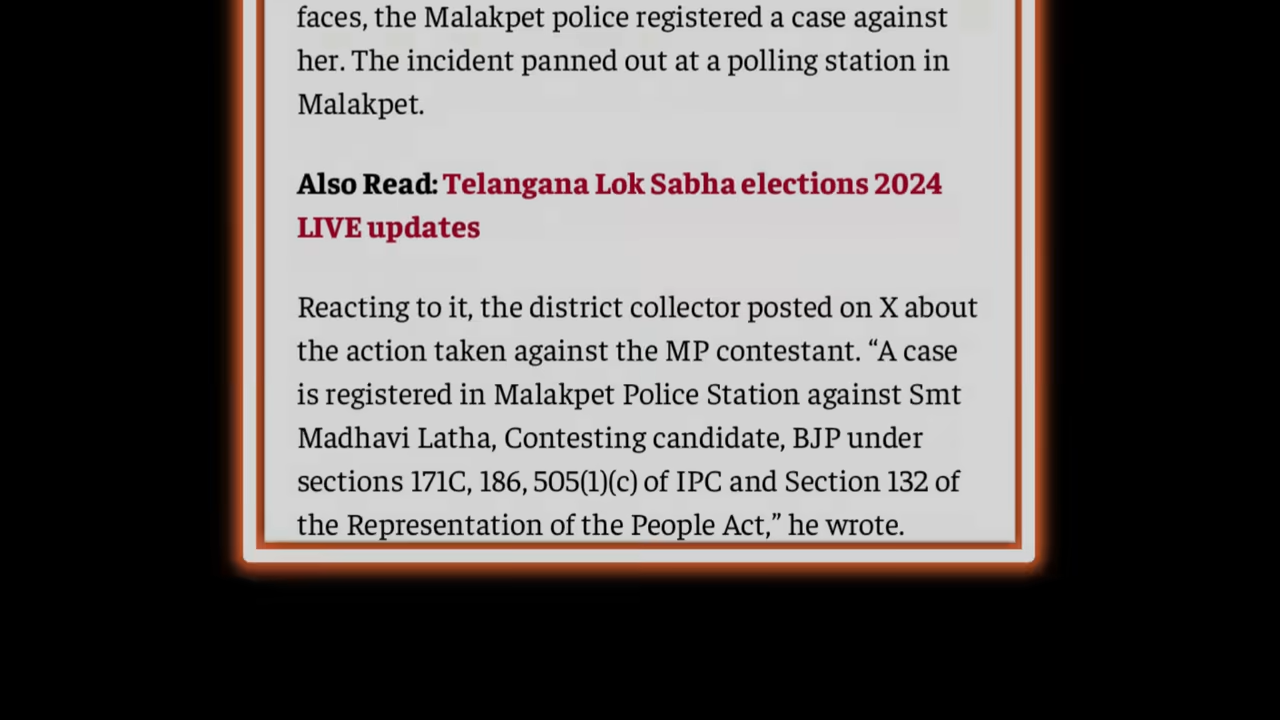 faces, the Malakpet police registered a case against
her. The incident panned out at a polling station in
Malakpet.
Also Read: Telangana Lok Sabha elections 2024
LIVE updates
Reacting to it, the district collector posted on X about
the action taken against the MP contestant. “A case
is registered in Malakpet Police Station against Smt
Madhavi Latha, Contesting candidate, BJP under
sections 171C, 186, 505(1)(c) of IPC and Section 132 of
the Representation of the People Act,” he wrote.